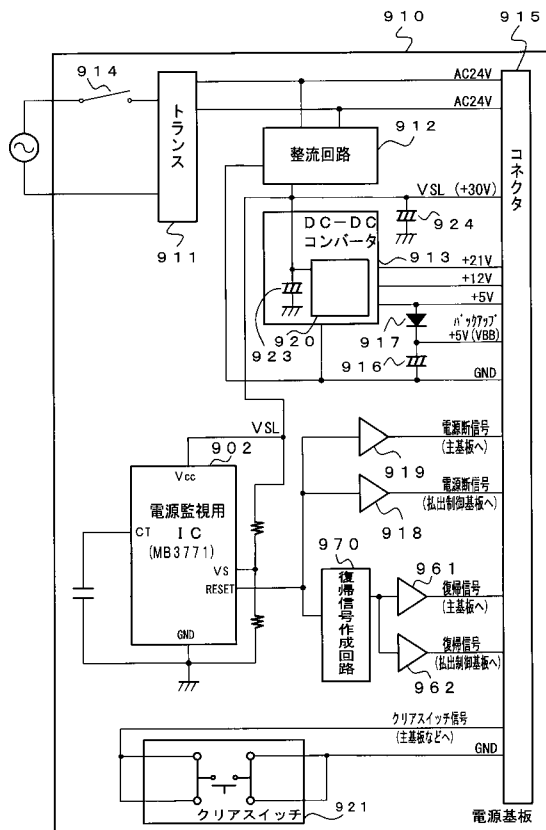 910
915
914
AC24V
AC24V
トランス
912
整流回路
コネクタ
VSL (+30V)
924
911
DC-DC
コンバータ
913
+21V
+12V
+5V
917
バックアップ
+5V(VBB)
920
923
916
GND
VSL
902
Vcc
電源断信号
(主基板へ)
919
電源監視用
IC
(MB3771)
CT
電源断信号
(払出制御基板へ)
918
VS
970
961
RESET
復帰信号作成回路
復帰信号
(主基板へ)
GND
復帰信号
(払出制御基板へ)
962
クリアスイッチ信号
(主基板などへ)
GND
クリアスイッチ
921
電源基板